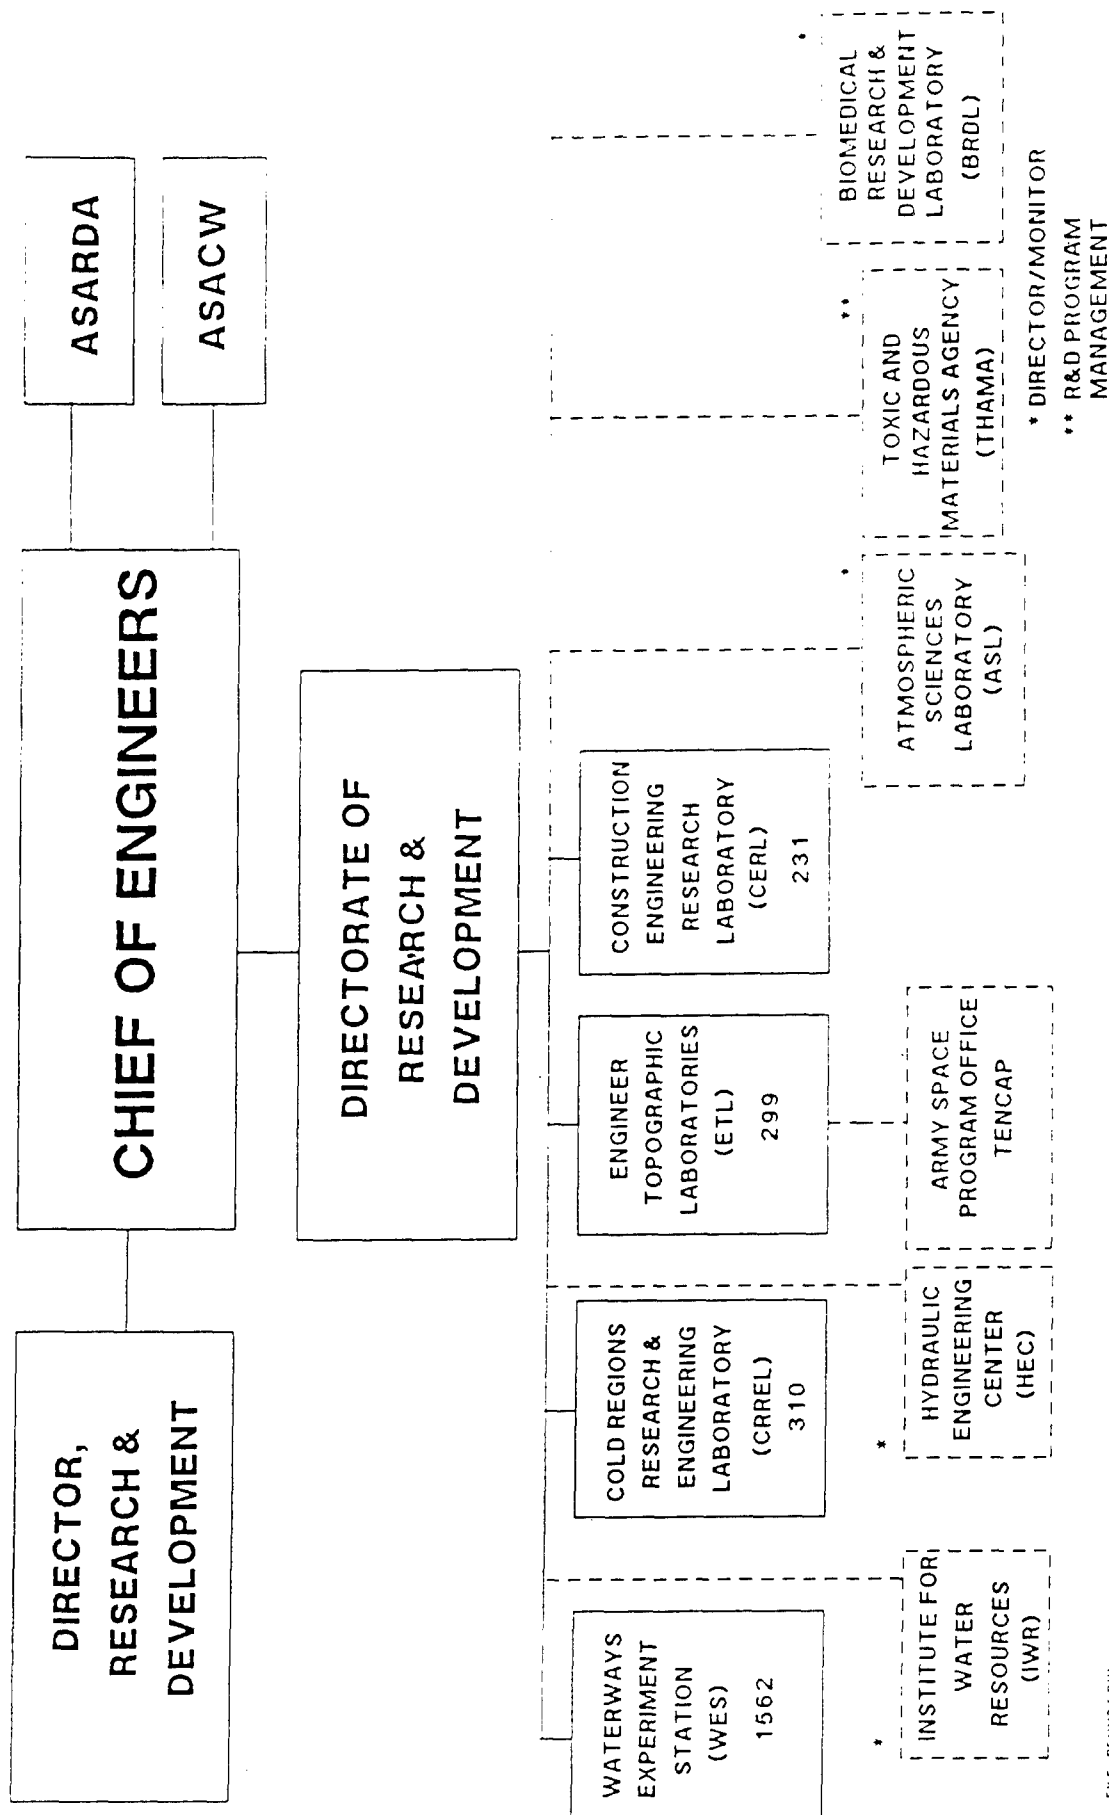 DIRECTOR,
RESEARCH &
DEVELOPMENT
CHIEF OF ENGINEERS
ASARDA
ASACW
DIRECTORATE OF
RESEARCH &
DEVELOPMENT
WATERWAYS
EXPERIMENT
STATION
(WES)
1562
COLD REGIONS
RESEARCH &
ENGINEERING
LABORATORY
(CRREL)
310
ENGINEER
TOPOGRAPHIC
LABORATORIES
(ETL)
299
CONSTRUCTION
ENGINEERING
RESEARCH
LABORATORY
(CERL)
231
*
INSTITUTE FOR
WATER
RESOURCES
(IWR)
*
HYDRAULIC
ENGINEERING
CENTER
(HEC)
ARMY SPACE
PROGRAM OFFICE
TENCAP
*
ATMOSPHERIC
SCIENCES
LABORATORY
(ASL)
**
TOXIC AND
HAZARDOUS
MATERIALS AGENCY
(THAMA)
*
BIOMEDICAL
RESEARCH &
DEVELOPMENT
LABORATORY
(BRDL)
* DIRECTOR/MONITOR
** R&D PROGRAM
MANAGEMENT